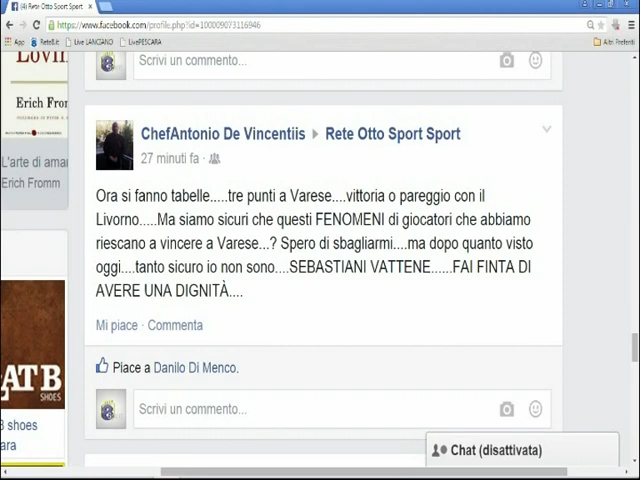 (4) Rete Otto Sport Sport
https://www.facebook.com/profile.php?id=100009073116946
App Rete8.it Live LANCIANO LivePESCARA Altri Preferiti
Erich Fromm
L'arte di amar
Erich Fromm
Scrivi un commento...
ChefAntonio De Vincentiis Rete Otto Sport Sport
27 minuti fa ·
Ora si fanno tabelle.....tre punti a Varese....vittoria o pareggio con il
Livorno.....Ma siamo sicuri che questi FENOMENI di giocatori che abbiamo
riescano a vincere a Varese...? Spero di sbagliarmi....ma dopo quanto visto
oggi....tanto sicuro io non sono....SEBASTIANI VATTENE......FAI FINTA DI
AVERE UNA DIGNITÀ....
Mi piace · Commenta
Piace a Danilo Di Menco.
Scrivi un commento...
ATB
SHOES
shoes
ara
Chat (disattivata)